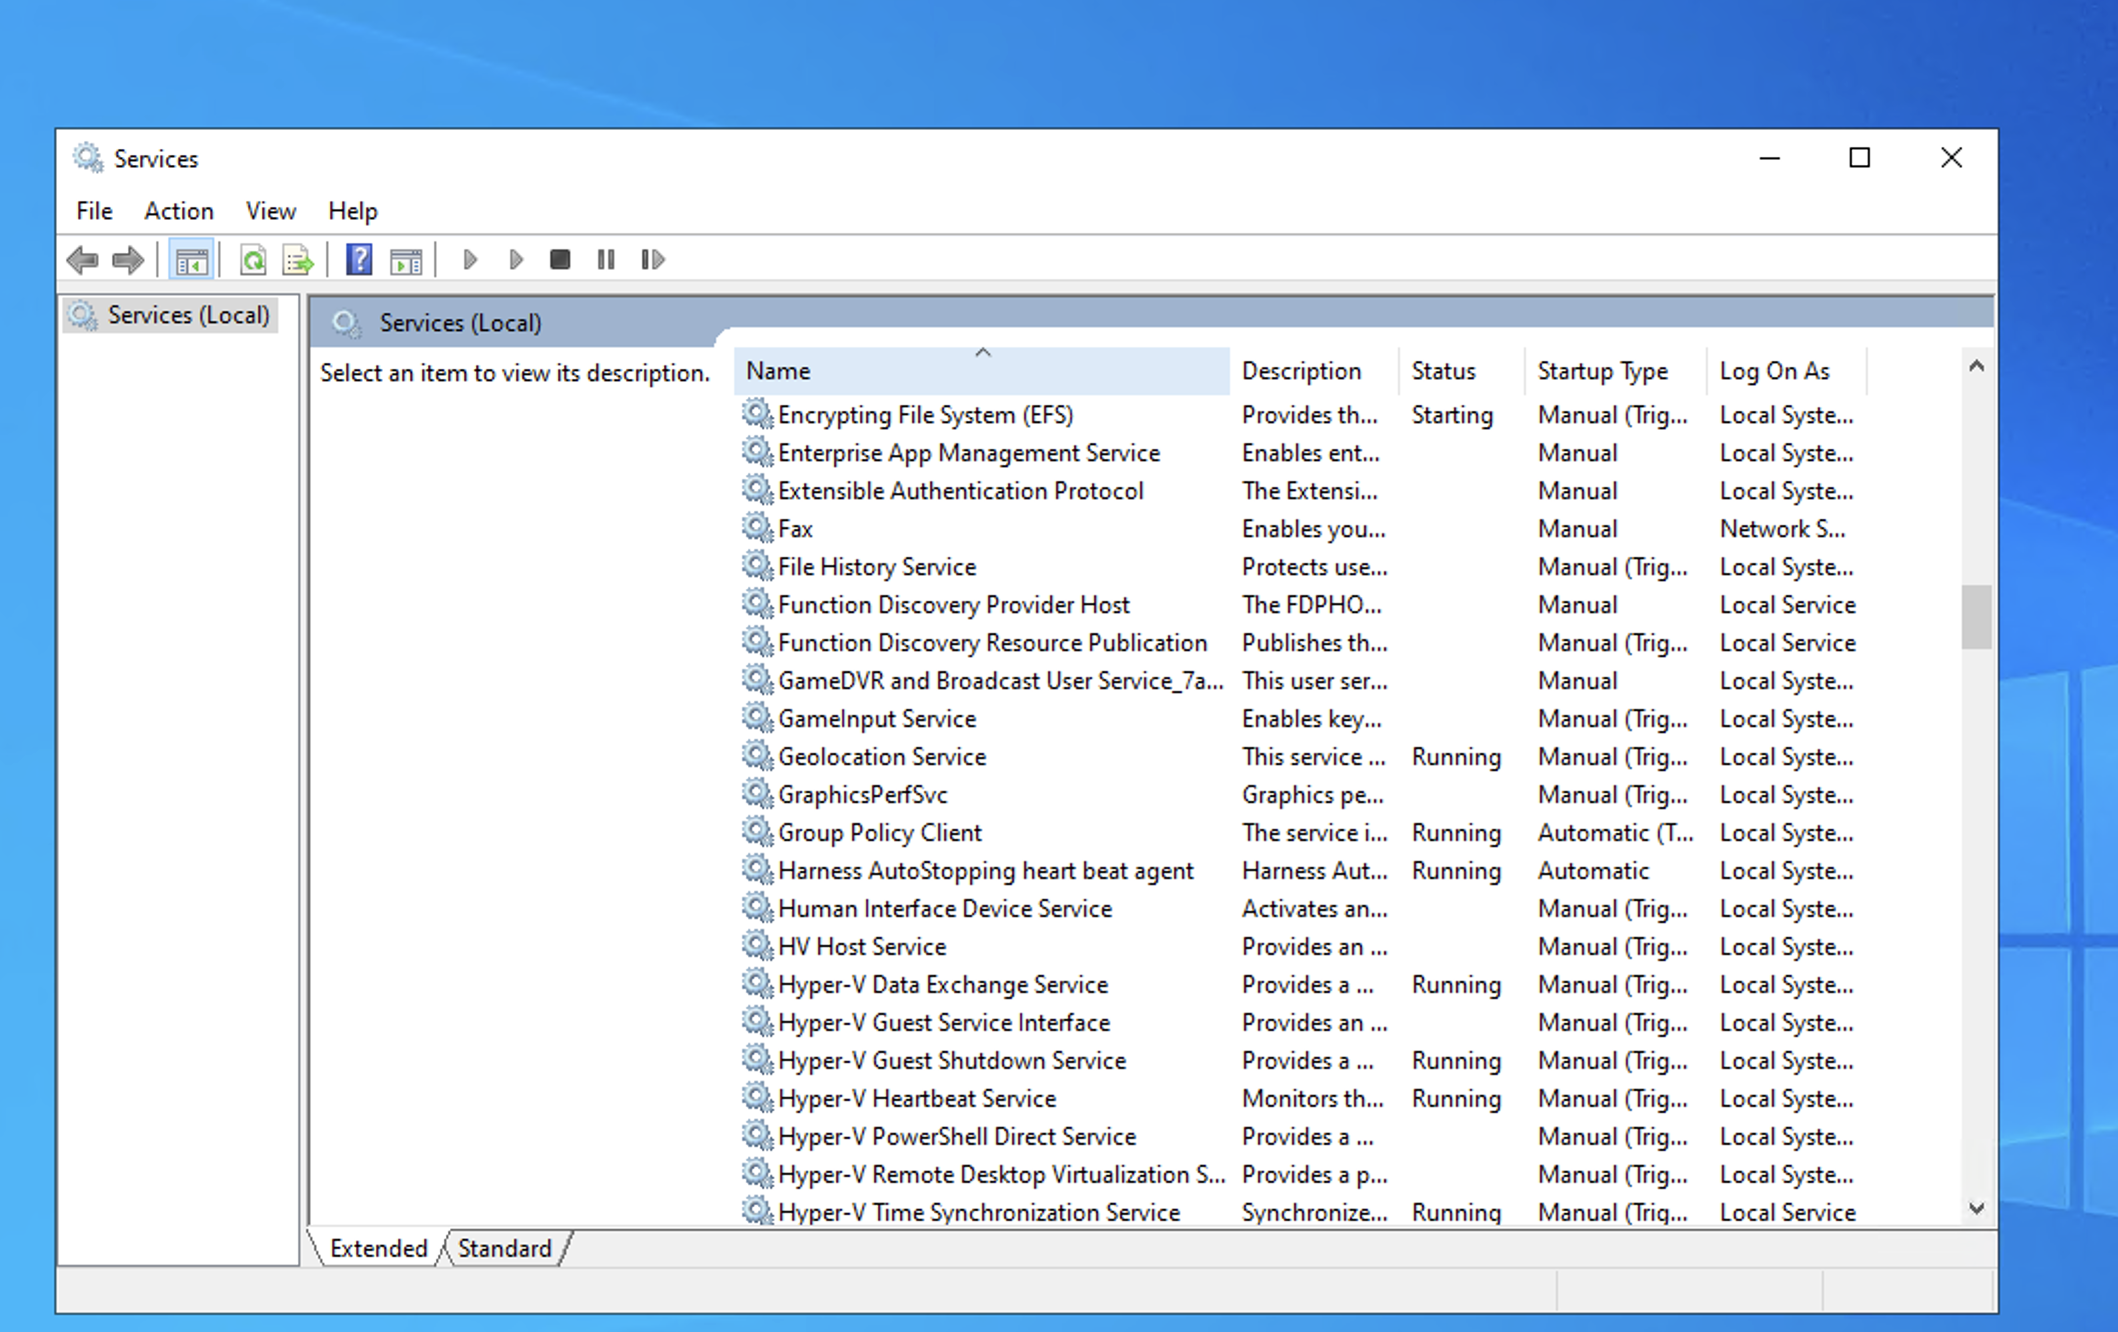 Services
File Action View Help
Services (Local)
Services (Local)
Select an item to view its description.
Name Description Status Startup Type Log On As
Encrypting File System (EFS) Provides th... Starting Manual (Trig... Local Syste...
Enterprise App Management Service Enables ent... Manual Local Syste...
Extensible Authentication Protocol The Extensi... Manual Local Syste...
Fax Enables you... Manual Network S...
File History Service Protects use... Manual (Trig... Local Syste...
Function Discovery Provider Host The FDPHO... Manual Local Service
Function Discovery Resource Publication Publishes th... Manual (Trig... Local Service
GameDVR and Broadcast User Service_7a... This user ser... Manual Local Syste...
GameInput Service Enables key... Manual (Trig... Local Syste...
Geolocation Service This service ... Running Manual (Trig... Local Syste...
GraphicsPerfSvc Graphics pe... Manual (Trig... Local Syste...
Group Policy Client The service i... Running Automatic (T... Local Syste...
Harness AutoStopping heart beat agent Harness Aut... Running Automatic Local Syste...
Human Interface Device Service Activates an... Manual (Trig... Local Syste...
HV Host Service Provides an ... Manual (Trig... Local Syste...
Hyper-V Data Exchange Service Provides a ... Running Manual (Trig... Local Syste...
Hyper-V Guest Service Interface Provides an ... Manual (Trig... Local Syste...
Hyper-V Guest Shutdown Service Provides a ... Running Manual (Trig... Local Syste...
Hyper-V Heartbeat Service Monitors th... Running Manual (Trig... Local Syste...
Hyper-V PowerShell Direct Service Provides a ... Manual (Trig... Local Syste...
Hyper-V Remote Desktop Virtualization S... Provides a p... Manual (Trig... Local Syste...
Hyper-V Time Synchronization Service Synchronize... Running Manual (Trig... Local Service
Extended Standard